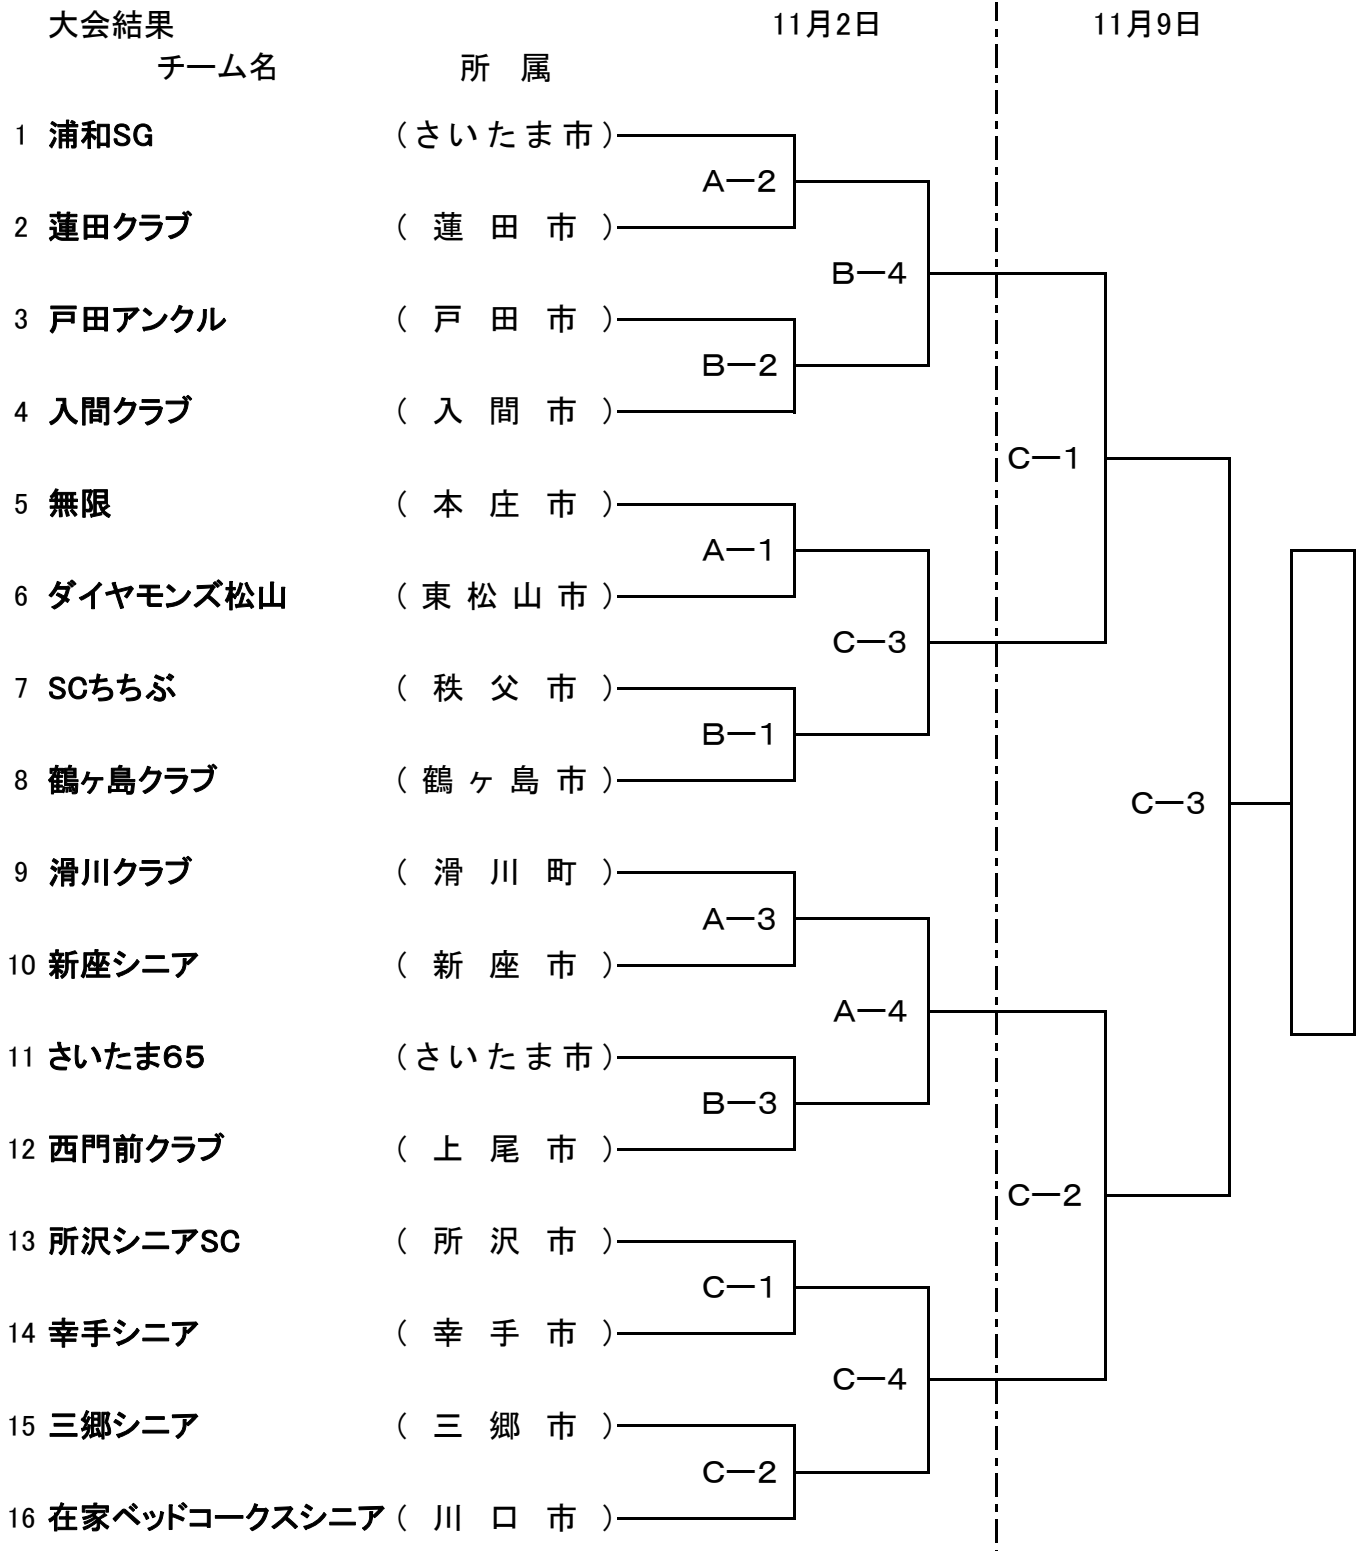 大会結果 11月2日 11月9日
チーム名 所 属
1 浦和SG (さいたま市)
A－2
2 蓮田クラブ ( 蓮 田 市 )
B－4
3 戸田アンクル ( 戸 田 市 )
B－2
4 入間クラブ ( 入 間 市 )
C－1
5 無限 ( 本 庄 市 )
A－1
6 ダイヤモンズ松山 ( 東 松 山 市 )
C－3
7 SCちちぶ ( 秩 父 市 )
B－1
8 鶴ヶ島クラブ ( 鶴 ヶ 島 市 )
C－3
9 滑川クラブ ( 滑 川 町 )
A－3
10 新座シニア ( 新 座 市 )
A－4
11 さいたま65 (さいたま市)
B－3
12 西門前クラブ ( 上 尾 市 )
C－2
13 所沢シニアSC ( 所 沢 市 )
C－1
14 幸手シニア ( 幸 手 市 )
C－4
15 三郷シニア ( 三 郷 市 )
C－2
16 在家ベッドコークスシニア ( 川 口 市 )